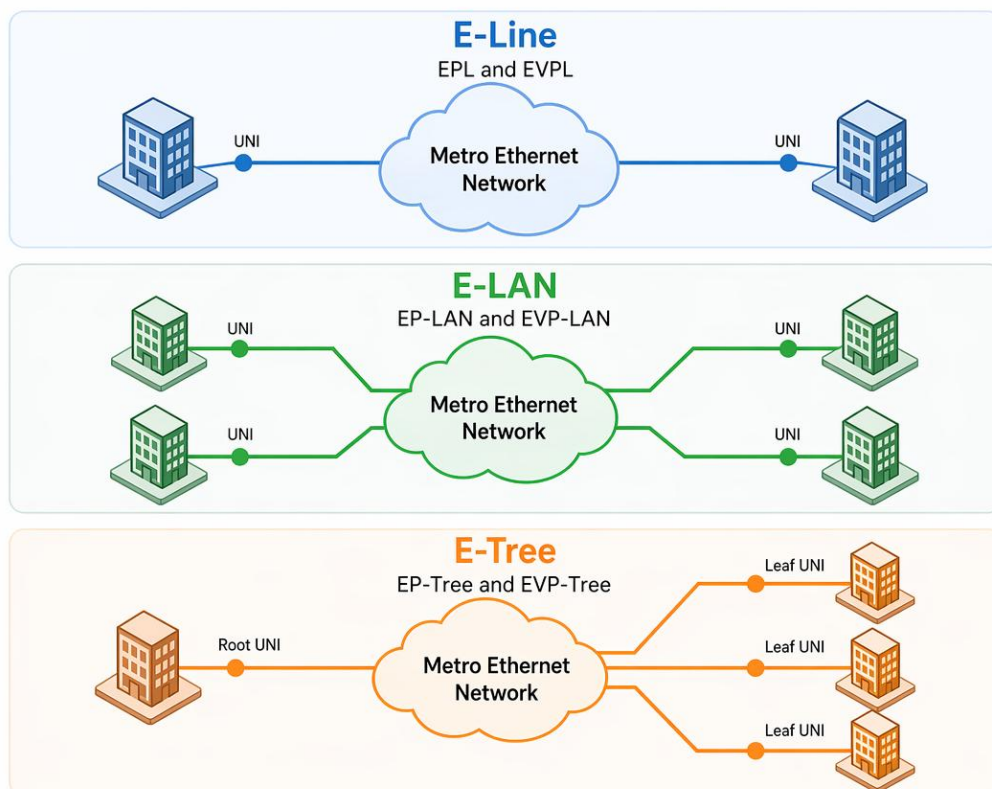 E-Line
EPL and EVPL
UNI
UNI
Metro Ethernet
Network
E-LAN
EP-LAN and EVP-LAN
UNI
UNI
Metro Ethernet
Network
UNI
UNI
E-Tree
EP-Tree and EVP-Tree
Leaf UNI
Root UNI
Metro Ethernet
Network
Leaf UNI
Leaf UNI